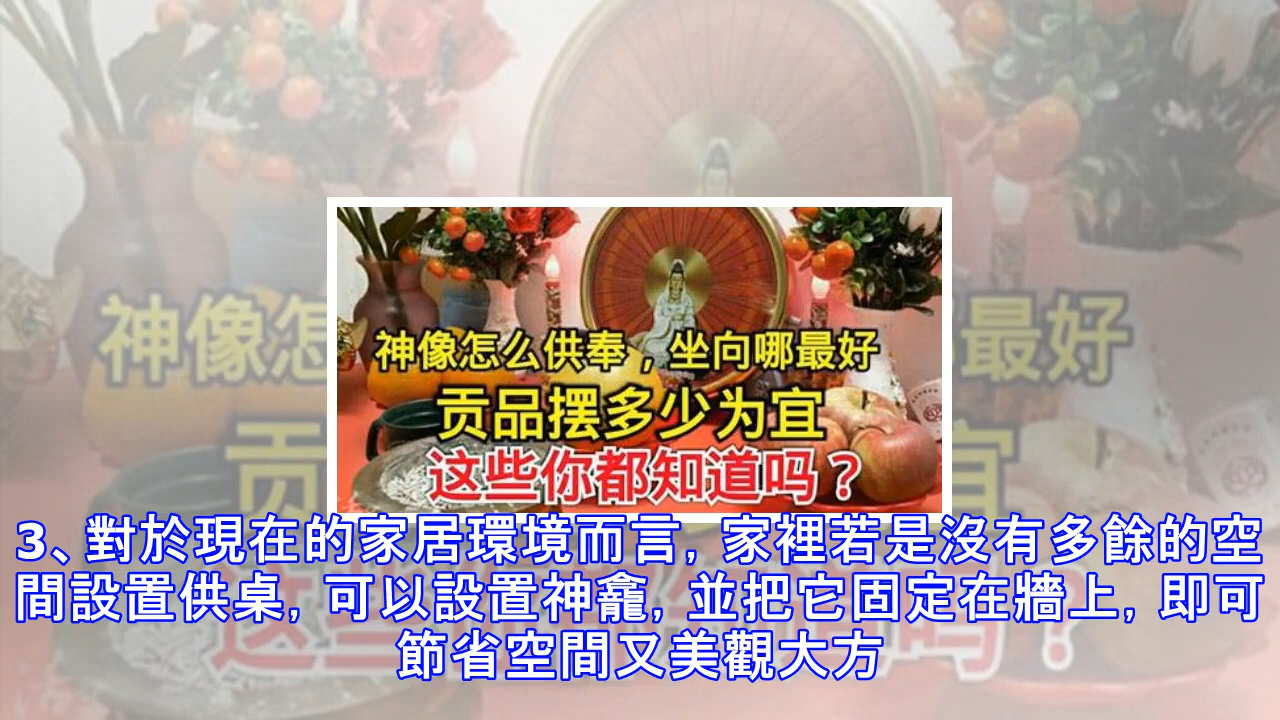 神像怎么供奉，坐向哪最好
贡品摆多少为宜
这些你都知道吗？
3、對於現在的家居環境而言，家裡若是沒有多餘的空
間設置供桌，可以設置神龕，並把它固定在牆上，即可
節省空間又美觀大方